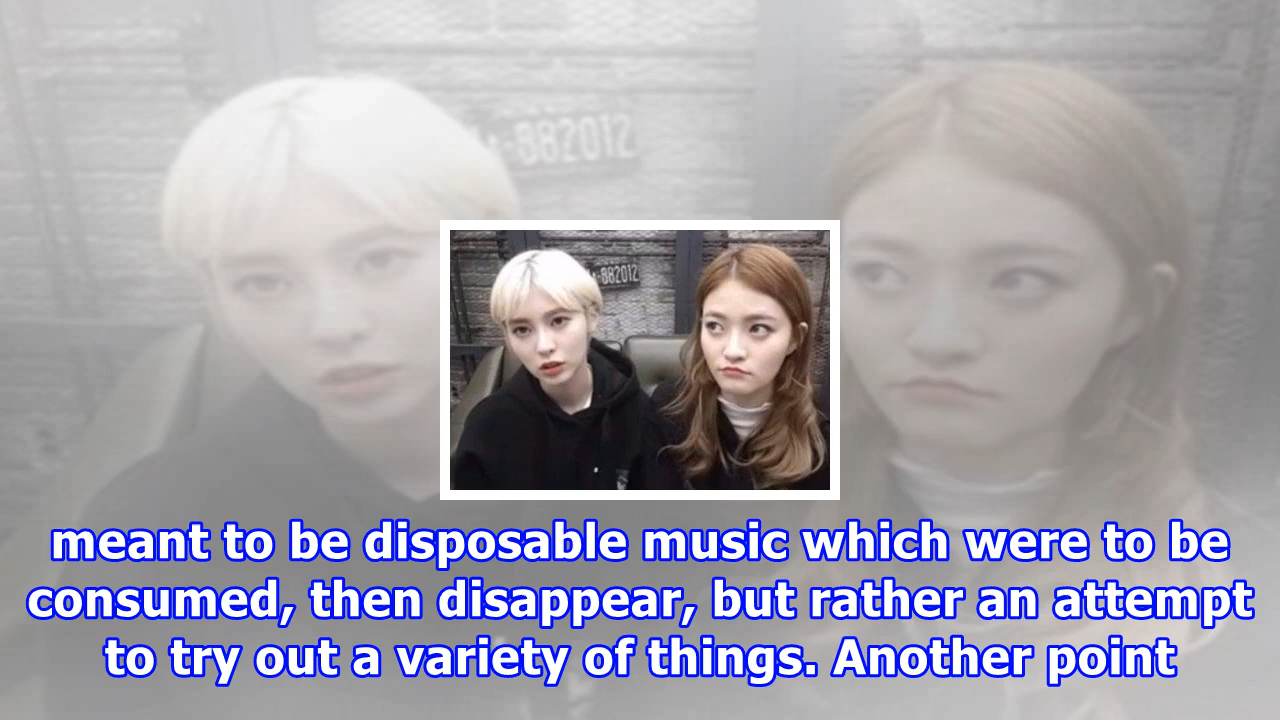 -882012
-882012
meant to be disposable music which were to be
consumed, then disappear, but rather an attempt
to try out a variety of things. Another point